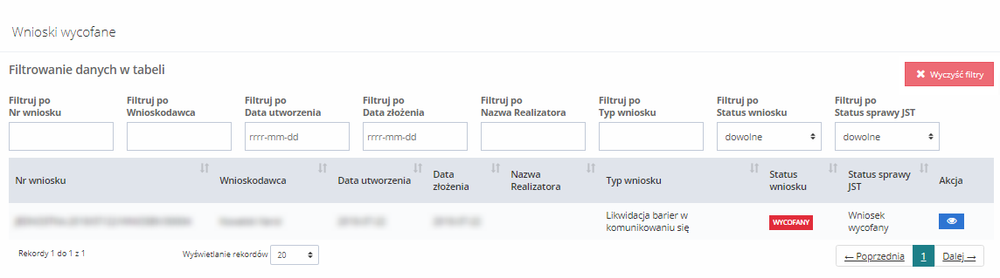 Wnioski wycofane
Filtrowanie danych w tabeli
✖ Wyczyść filtry
Filtruj po Nr wniosku
Filtruj po Wnioskodawca
Filtruj po Data utworzenia
Filtruj po Data złożenia
Filtruj po Nazwa Realizatora
Filtruj po Typ wniosku
Filtruj po Status wniosku
Filtruj po Status sprawy JST
rrrr-mm-dd
rrrr-mm-dd
dowolne
dowolne
Nr wniosku
Wnioskodawca
Data utworzenia
Data złożenia
Nazwa Realizatora
Typ wniosku
Status wniosku
Status sprawy JST
Akcja
Likwidacja barier w komunikowaniu się
WYCOFANY
Wniosek wycofany
Rekordy 1 do 1 z 1
Wyświetlanie rekordów 20
← Poprzednia 1 Dalej →